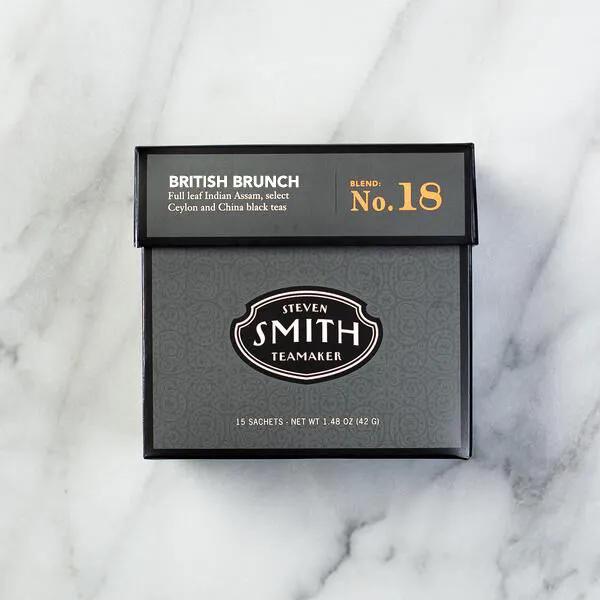 BRITISH BRUNCH
Full leaf Indian Assam, select
Ceylon and China black teas
BLEND:
No. 18
STEVEN
SMITH
TEAMAKER
15 SACHETS - NET WT 1.48 OZ (42 G)